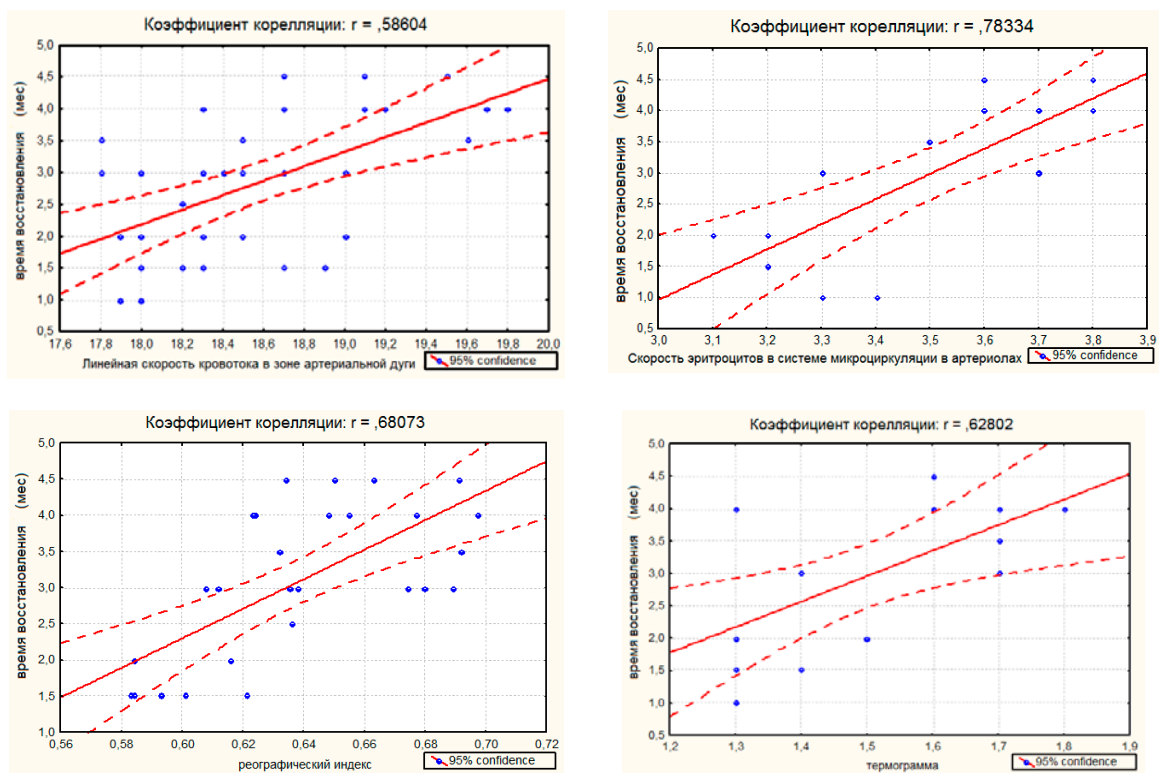 Коэффициент корелляции: r = ,58604
время восстановления (мес)
5,0
4,5
4,0
3,5
3,0
2,5
2,0
1,5
1,0
0,5
17,6 17,8 18,0 18,2 18,4 18,6 18,8 19,0 19,2 19,4 19,6 19,8 20,0
Линейная скорость кровотока в зоне артериальной дуги
95% confidence
Коэффициент корелляции: r = ,78334
время восстановления (мес)
5,0
4,5
4,0
3,5
3,0
2,5
2,0
1,5
1,0
0,5
3,0 3,1 3,2 3,3 3,4 3,5 3,6 3,7 3,8 3,9
Скорость эритроцитов в системе микроциркуляции в артериолах
95% confidence
Коэффициент корелляции: r = ,68073
время восстановления (мес)
5,0
4,5
4,0
3,5
3,0
2,5
2,0
1,5
1,0
0,56 0,58 0,60 0,62 0,64 0,66 0,68 0,70 0,72
реографический индекс
95% confidence
Коэффициент корелляции: r = ,62802
время восстановления (мес)
5,0
4,5
4,0
3,5
3,0
2,5
2,0
1,5
1,0
0,5
1,2 1,3 1,4 1,5 1,6 1,7 1,8 1,9
термограмма
95% confidence